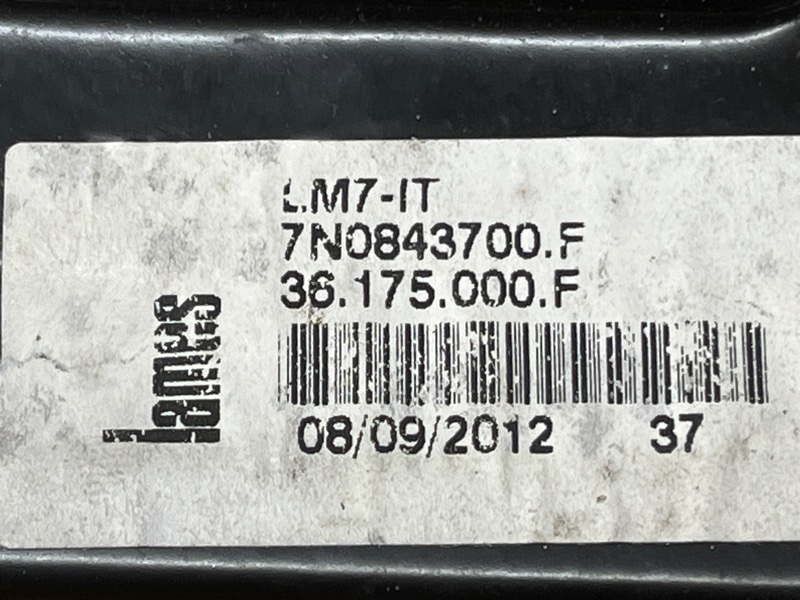 LM7-IT
7N0843700.F
36.175.000.F
lames
08/09/2012 37